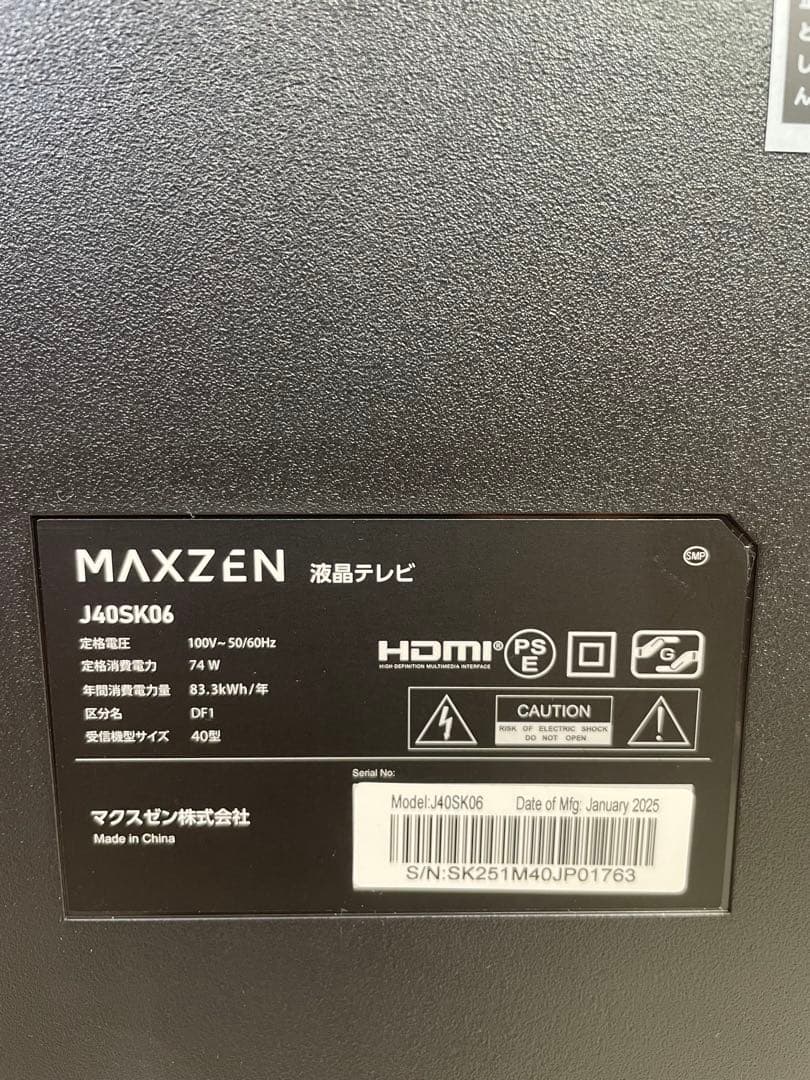 としん
MAXZEN 液晶テレビ
SMP
J40SK06
定格電圧 100V~50/60Hz
定格消費電力 74 W
年間消費電力量 83.3kWh/年
区分名 DF1
受信機型サイズ 40型
HDMI®
HIGH-DEFINITION MULTIMEDIA INTERFACE
PS
E
G
CAUTION
RISK OF ELECTRIC SHOCK
DO NOT OPEN
Serial No:
マクスゼン株式会社
Made in China
Model:J40SK06 Date of Mfg: January 2025
S/N:SK251M40JP01763